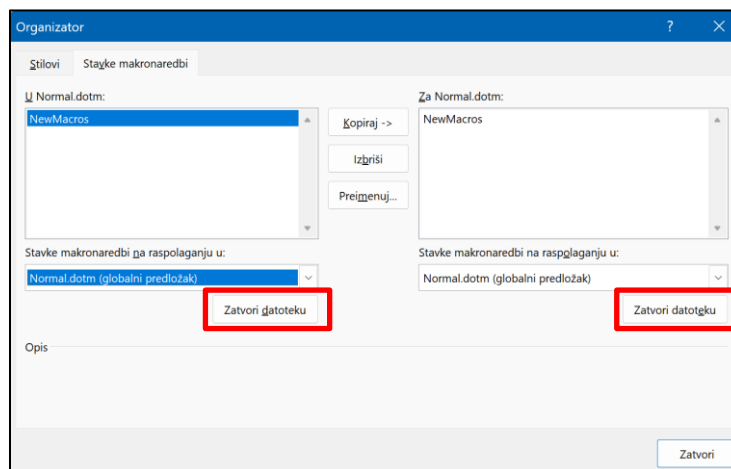 Organizator
Stilovi Stavke makronaredbi
U Normal.dotm: Za Normal.dotm:
NewMacros Kopiraj -> NewMacros
Izbriši
Preimenuj...
Stavke makronaredbi na raspolaganju u: Stavke makronaredbi na raspolaganju u:
Normal.dotm (globalni predložak) Normal.dotm (globalni predložak)
Zatvori datoteku Zatvori datoteku
Opis
Zatvori